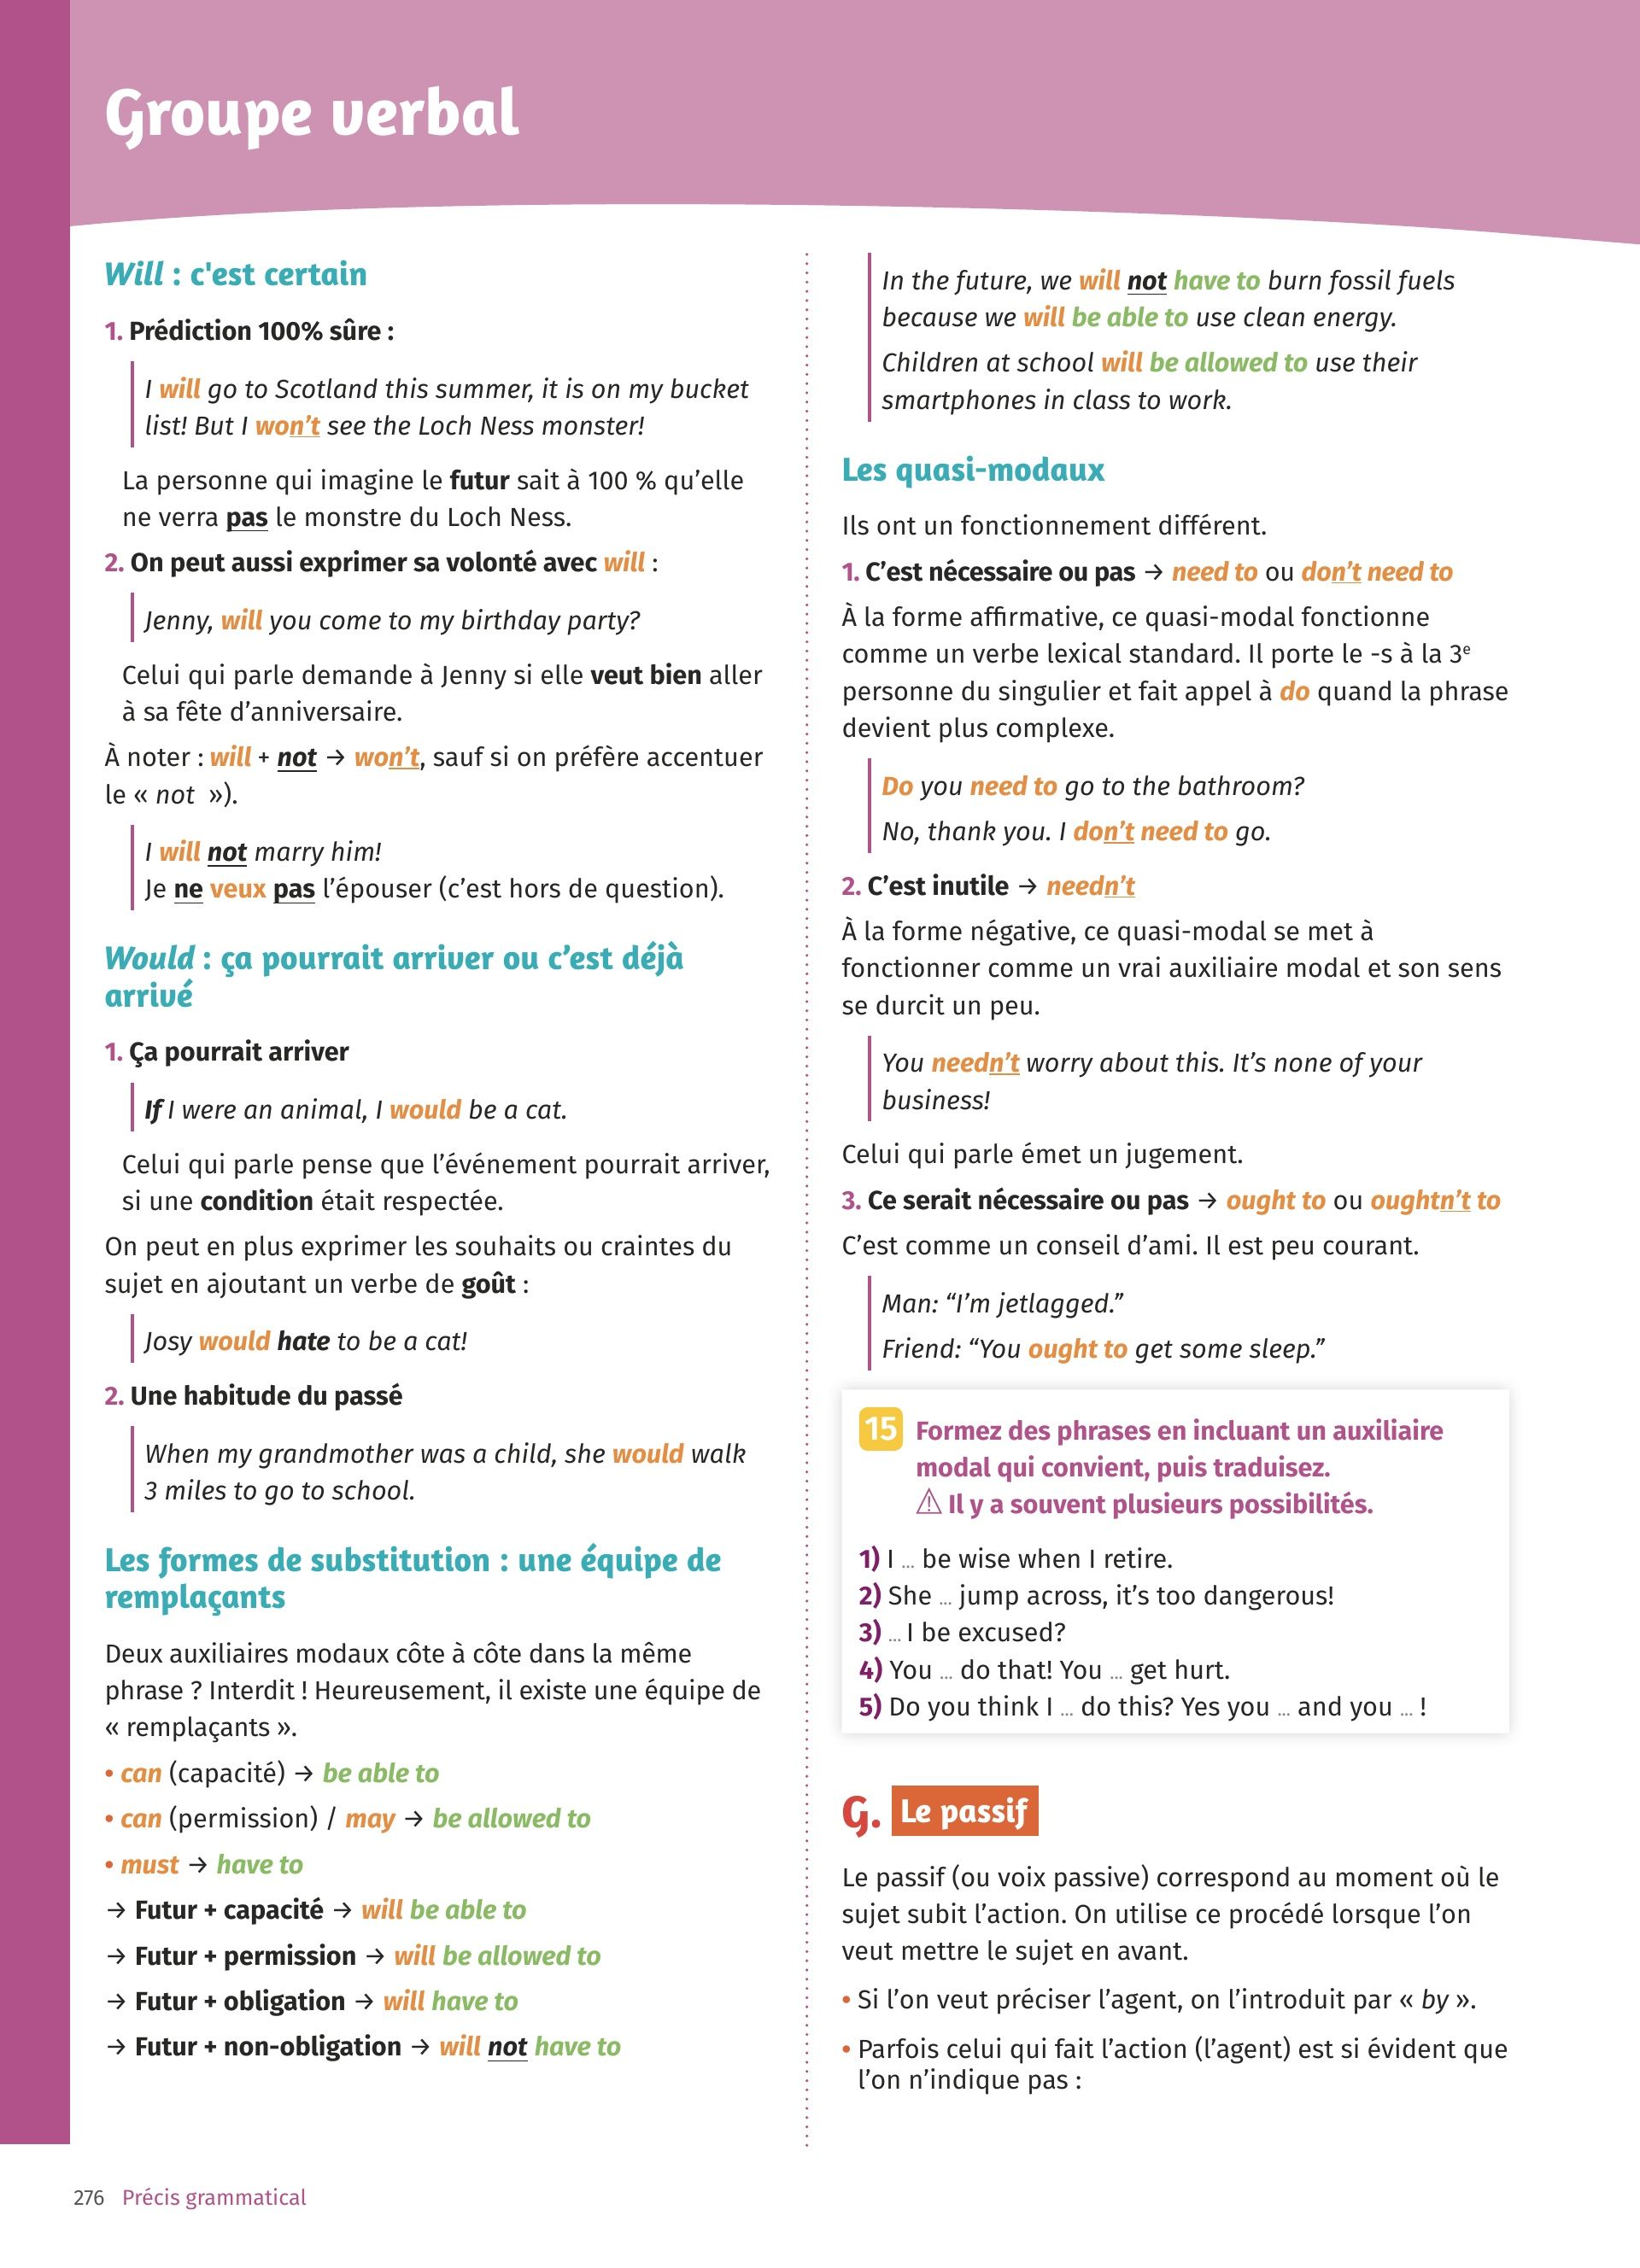 Groupe verbal
Will : c'est certain
1. Prédiction 100% sûre :
I will go to Scotland this summer, it is on my bucket
list! But I won’t see the Loch Ness monster!
La personne qui imagine le futur sait à 100 % qu’elle
ne verra pas le monstre du Loch Ness.
2. On peut aussi exprimer sa volonté avec will :
Jenny, will you come to my birthday party?
Celui qui parle demande à Jenny si elle veut bien aller
à sa fête d’anniversaire.
À noter : will + not → won’t, sauf si on préfère accentuer
le « not »).
I will not marry him!
Je ne veux pas l’épouser (c’est hors de question).
Would : ça pourrait arriver ou c’est déjà
arrivé
1. Ça pourrait arriver
If I were an animal, I would be a cat.
Celui qui parle pense que l’événement pourrait arriver,
si une condition était respectée.
On peut en plus exprimer les souhaits ou craintes du
sujet en ajoutant un verbe de goût :
Josy would hate to be a cat!
2. Une habitude du passé
When my grandmother was a child, she would walk
3 miles to go to school.
Les formes de substitution : une équipe de
remplaçants
Deux auxiliaires modaux côte à côte dans la même
phrase ? Interdit ! Heureusement, il existe une équipe de
« remplaçants ».
• can (capacité) → be able to
• can (permission) / may → be allowed to
• must → have to
→ Futur + capacité → will be able to
→ Futur + permission → will be allowed to
→ Futur + obligation → will have to
→ Futur + non-obligation → will not have to
In the future, we will not have to burn fossil fuels
because we will be able to use clean energy.
Children at school will be allowed to use their
smartphones in class to work.
Les quasi-modaux
Ils ont un fonctionnement différent.
1. C’est nécessaire ou pas → need to ou don’t need to
À la forme affirmative, ce quasi-modal fonctionne
comme un verbe lexical standard. Il porte le -s à la 3e
personne du singulier et fait appel à do quand la phrase
devient plus complexe.
Do you need to go to the bathroom?
No, thank you. I don’t need to go.
2. C’est inutile → needn’t
À la forme négative, ce quasi-modal se met à
fonctionner comme un vrai auxiliaire modal et son sens
se durcit un peu.
You needn’t worry about this. It’s none of your
business!
Celui qui parle émet un jugement.
3. Ce serait nécessaire ou pas → ought to ou oughtn’t to
C’est comme un conseil d’ami. Il est peu courant.
Man: “I’m jetlagged.”
Friend: “You ought to get some sleep.”
15 Formez des phrases en incluant un auxiliaire
modal qui convient, puis traduisez.
⚠ Il y a souvent plusieurs possibilités.
1) I ... be wise when I retire.
2) She ... jump across, it’s too dangerous!
3) ... I be excused?
4) You ... do that! You ... get hurt.
5) Do you think I ... do this? Yes you ... and you ... !
G. Le passif
Le passif (ou voix passive) correspond au moment où le
sujet subit l’action. On utilise ce procédé lorsque l’on
veut mettre le sujet en avant.
• Si l’on veut préciser l’agent, on l’introduit par « by ».
• Parfois celui qui fait l’action (l’agent) est si évident que
l’on n’indique pas :
276 Précis grammatical